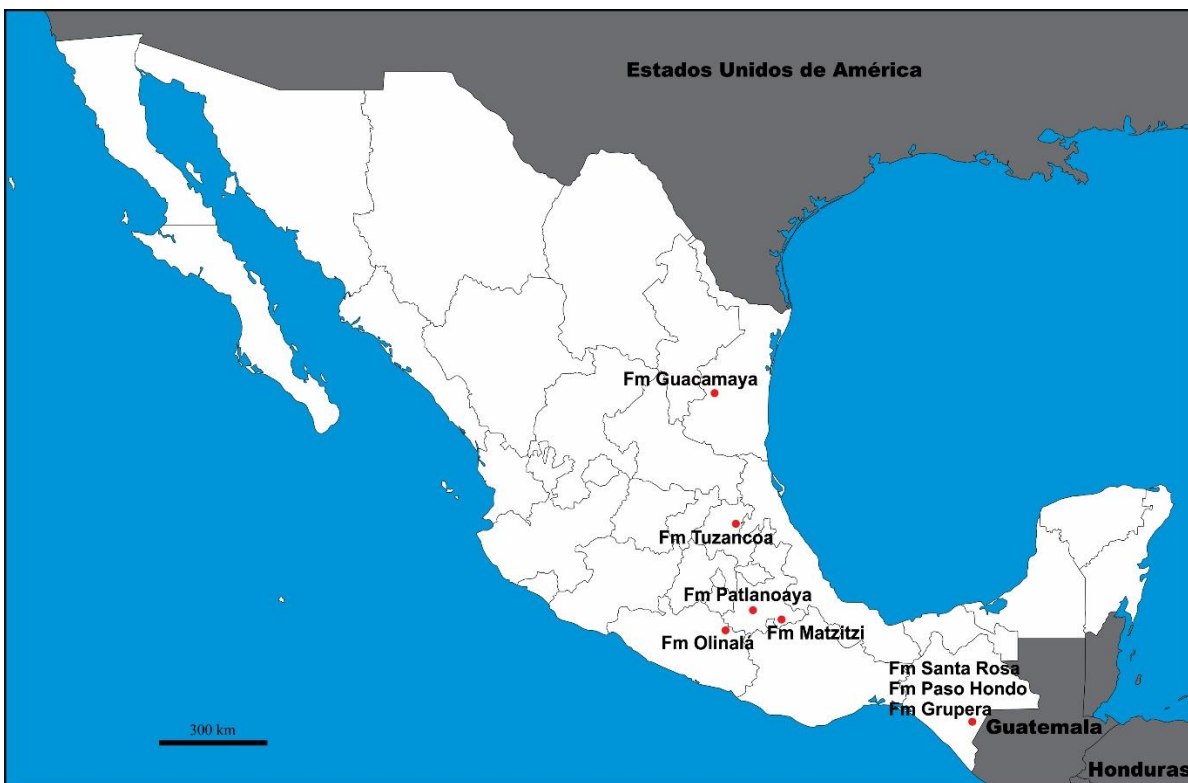 Estados Unidos de América
Fm Guacamaya
Fm Tuzancoa
Fm Patlanoaya
Fm Matzitzi
Fm Olinalá
Fm Santa Rosa
Fm Paso Hondo
Fm Grupera
Guatemala
300 km
Honduras